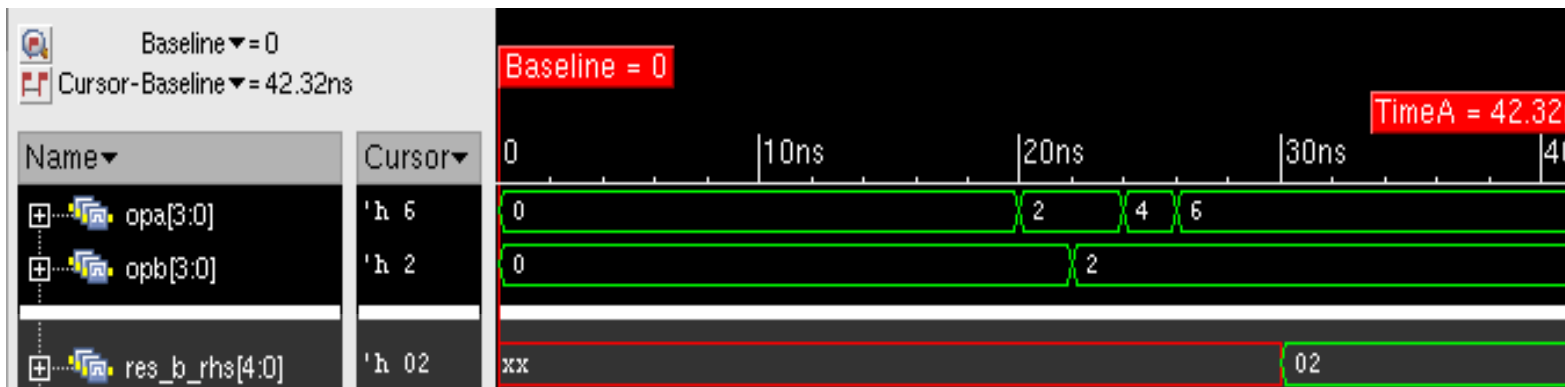 Baseline▾= 0
Cursor-Baseline▾= 42.32ns
Baseline = 0
TimeA = 42.32
Name▾ Cursor▾ 0 10ns 20ns 30ns
opa[3:0] 'h 6 0 2 4 6
opb[3:0] 'h 2 0 2
res_b_rhs[4:0] 'h 02 xx 02